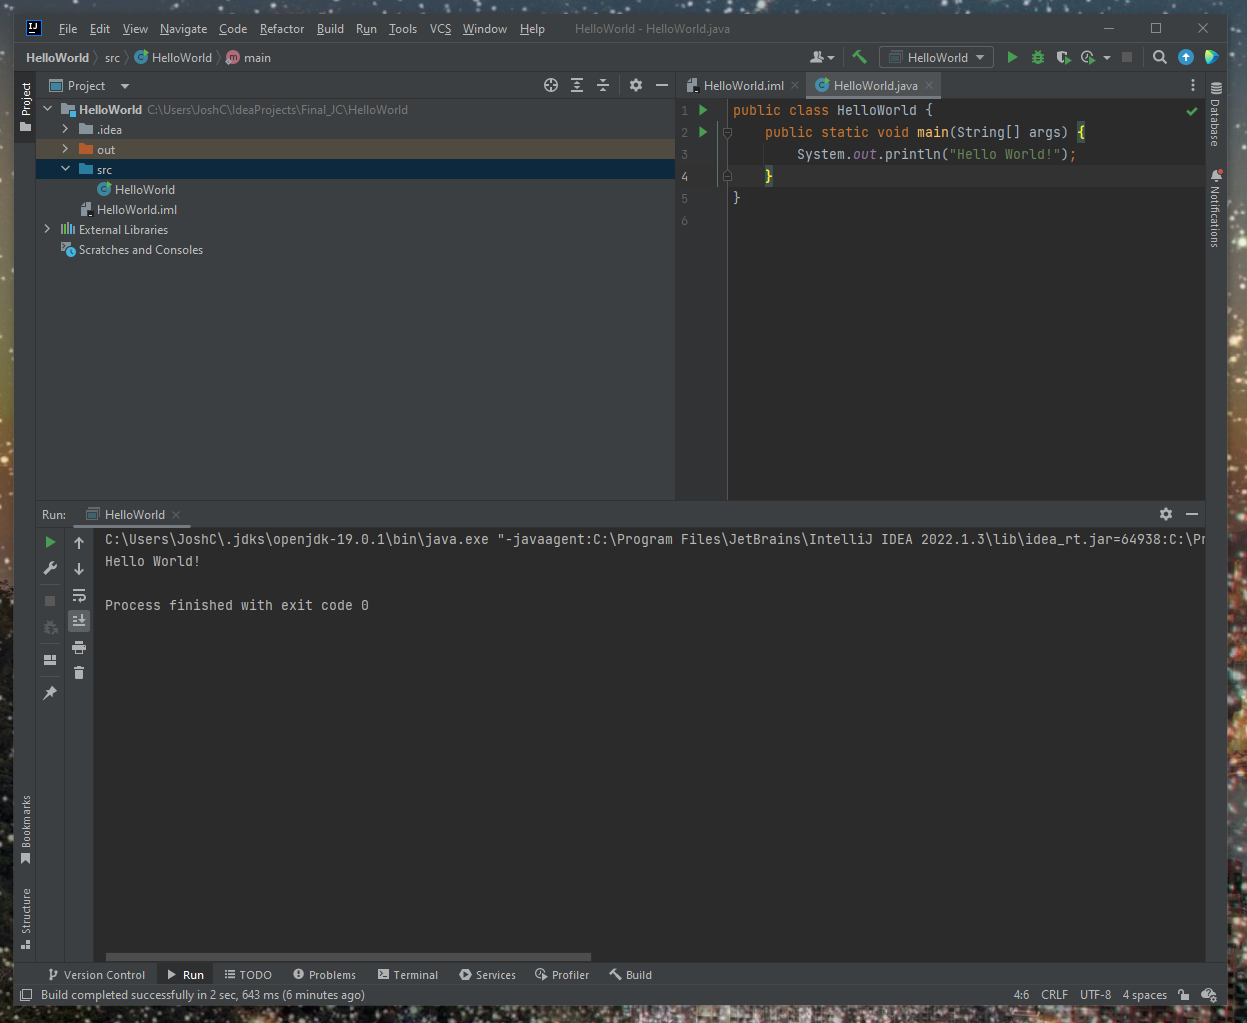 IJ File Edit View Navigate Code Refactor Build Run Tools VCS Window Help HelloWorld - HelloWorld.java
HelloWorld src C HelloWorld m main
HelloWorld
Project
HelloWorld.iml
C HelloWorld.java
Project
HelloWorld C:\Users\JoshC\IdeaProjects\Final_JC\HelloWorld
.idea
out
src
C HelloWorld
HelloWorld.iml
External Libraries
Scratches and Consoles
1 public class HelloWorld {
2     public static void main(String[] args) {
3         System.out.println("Hello World!");
4     }
5 }
6
Database
Notifications
Run: HelloWorld
C:\Users\JoshC\.jdks\openjdk-19.0.1\bin\java.exe "-javaagent:C:\Program Files\JetBrains\IntelliJ IDEA 2022.1.3\lib\idea_rt.jar=64938:C:\Pr
Hello World!
Process finished with exit code 0
Bookmarks
Structure
Version Control Run TODO Problems Terminal Services Profiler Build
Build completed successfully in 2 sec, 643 ms (6 minutes ago) 4:6 CRLF UTF-8 4 spaces